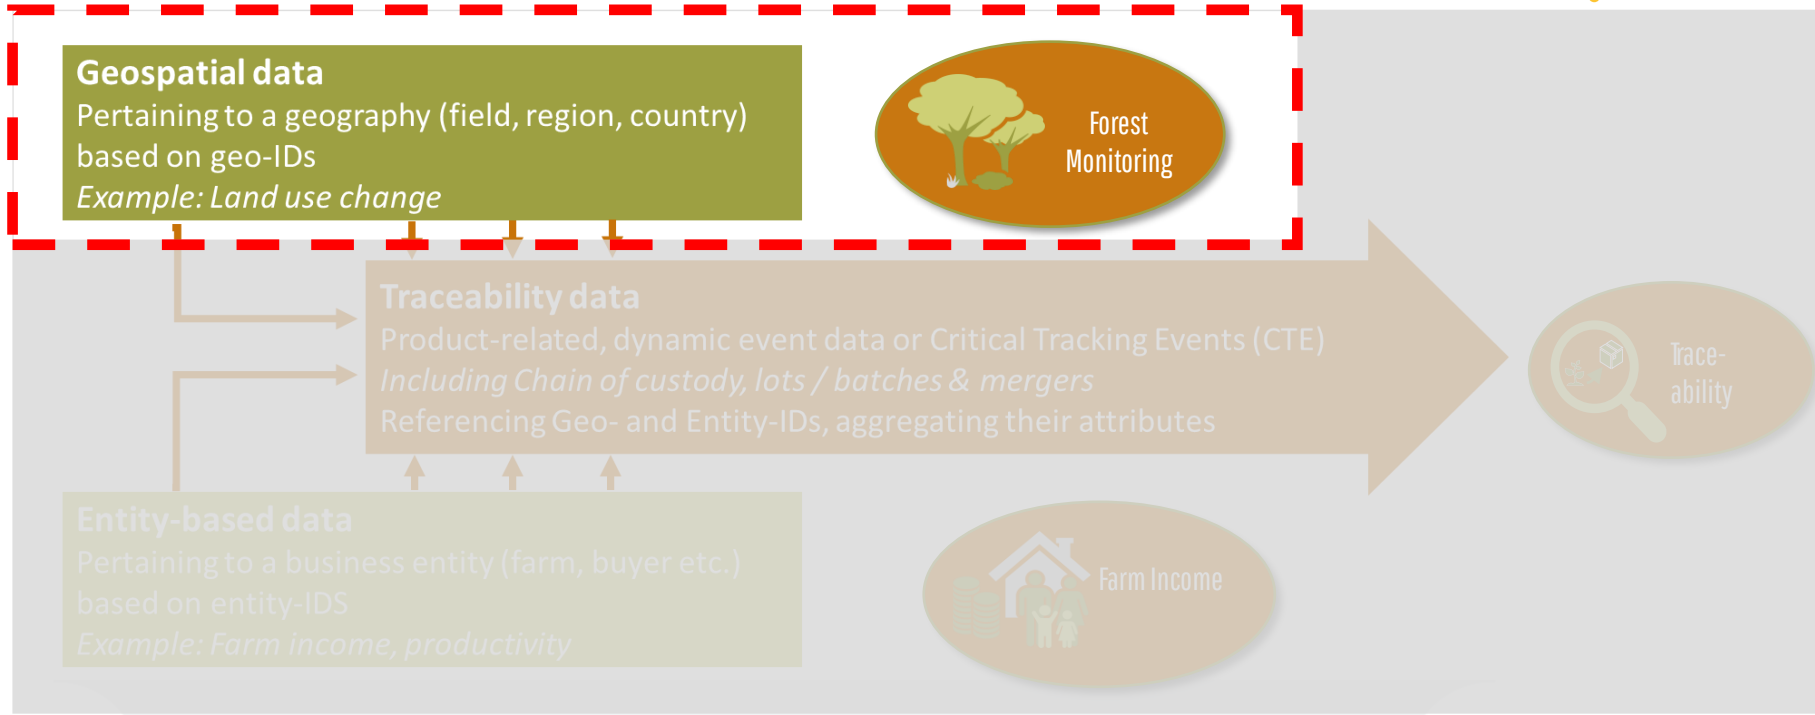 Geospatial data
Pertaining to a geography (field, region, country)
based on geo-IDs
Example: Land use change
Forest
Monitoring
Traceability data
Product-related, dynamic event data or Critical Tracking Events (CTE)
Including Chain of custody, lots / batches & mergers
Referencing Geo- and Entity-IDs, aggregating their attributes
Trace-
ability
Entity-based data
Pertaining to a business entity (farm, buyer etc.)
based on entity-IDS
Example: Farm income, productivity
Farm Income